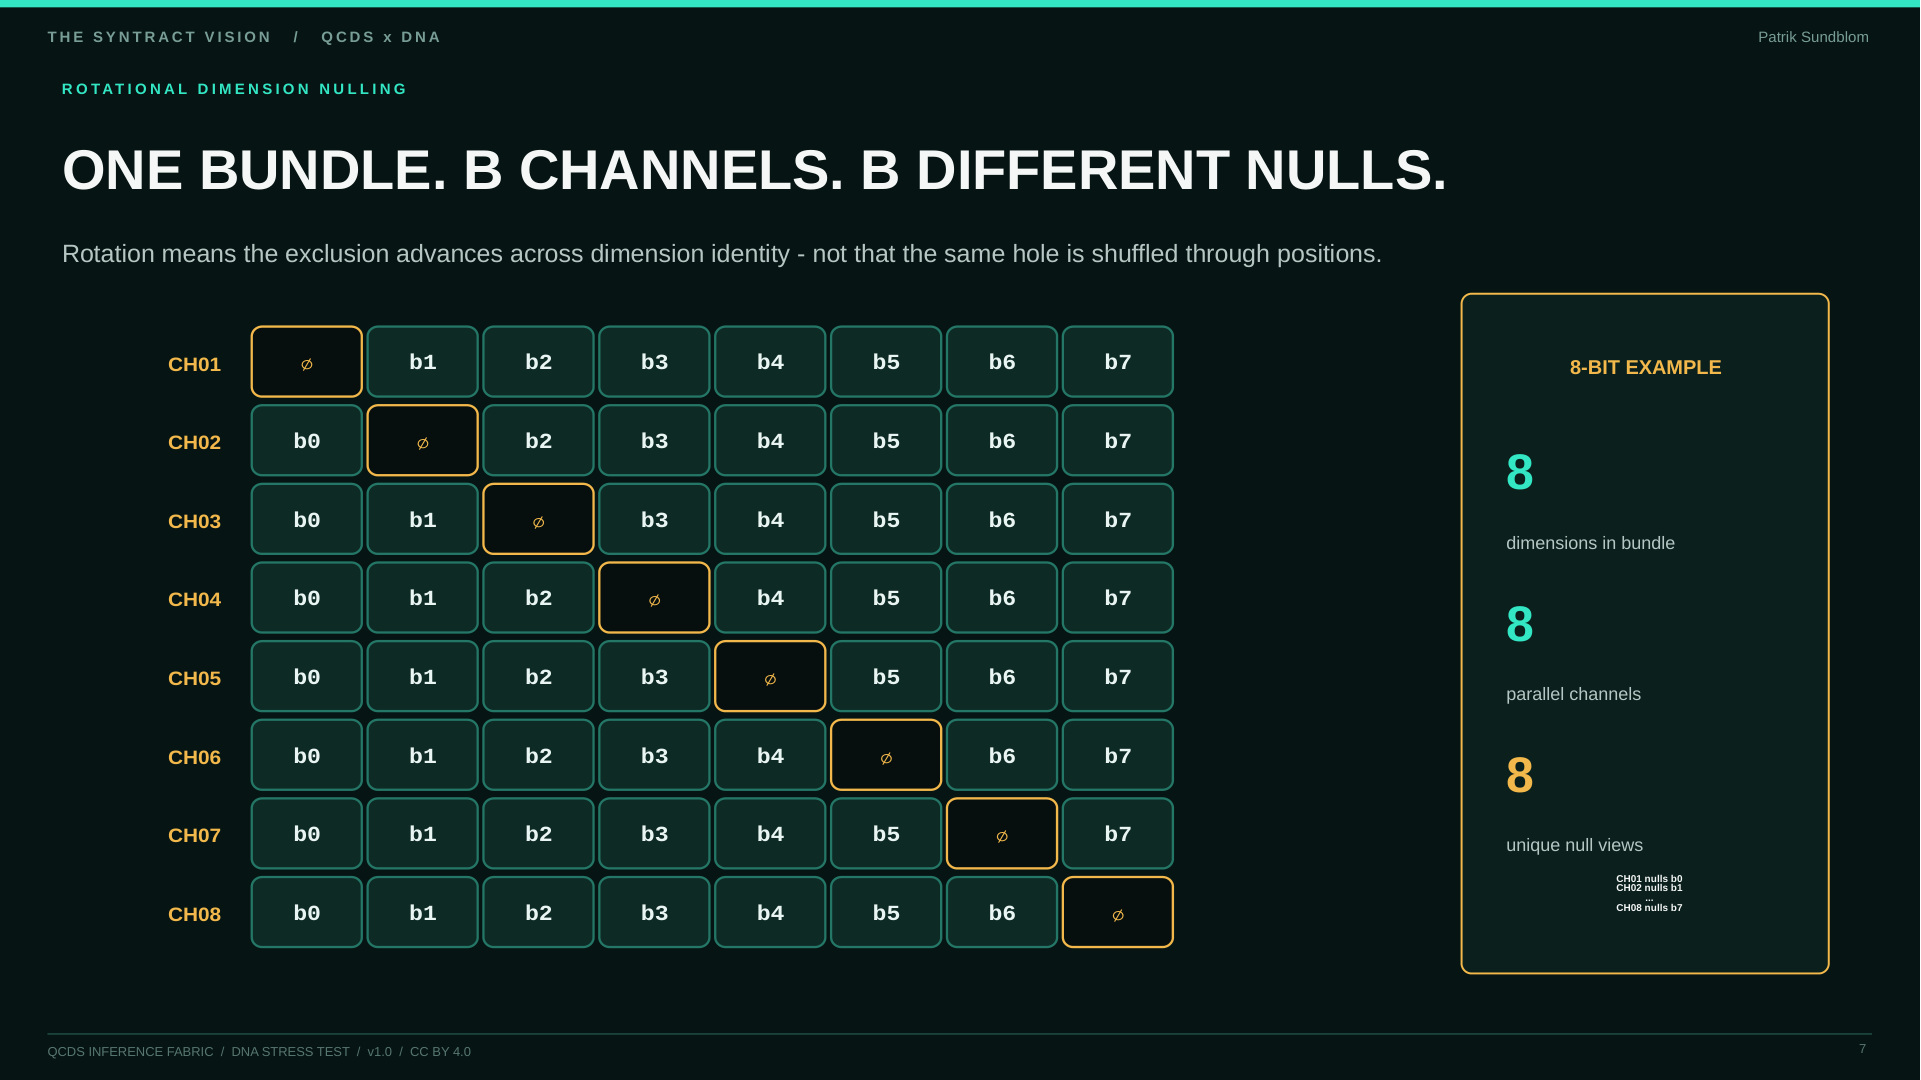 THE SYNTRACT VISION / QCDS x DNA
Patrik Sundblom
ROTATIONAL DIMENSION NULLING
ONE BUNDLE. B CHANNELS. B DIFFERENT NULLS.
Rotation means the exclusion advances across dimension identity - not that the same hole is shuffled through positions.
CH01 ∅ b1 b2 b3 b4 b5 b6 b7
CH02 b0 ∅ b2 b3 b4 b5 b6 b7
CH03 b0 b1 ∅ b3 b4 b5 b6 b7
CH04 b0 b1 b2 ∅ b4 b5 b6 b7
CH05 b0 b1 b2 b3 ∅ b5 b6 b7
CH06 b0 b1 b2 b3 b4 ∅ b6 b7
CH07 b0 b1 b2 b3 b4 b5 ∅ b7
CH08 b0 b1 b2 b3 b4 b5 b6 ∅
8-BIT EXAMPLE
8
dimensions in bundle
8
parallel channels
8
unique null views
CH01 nulls b0
CH02 nulls b1
...
CH08 nulls b7
QCDS INFERENCE FABRIC / DNA STRESS TEST / v1.0 / CC BY 4.0
7